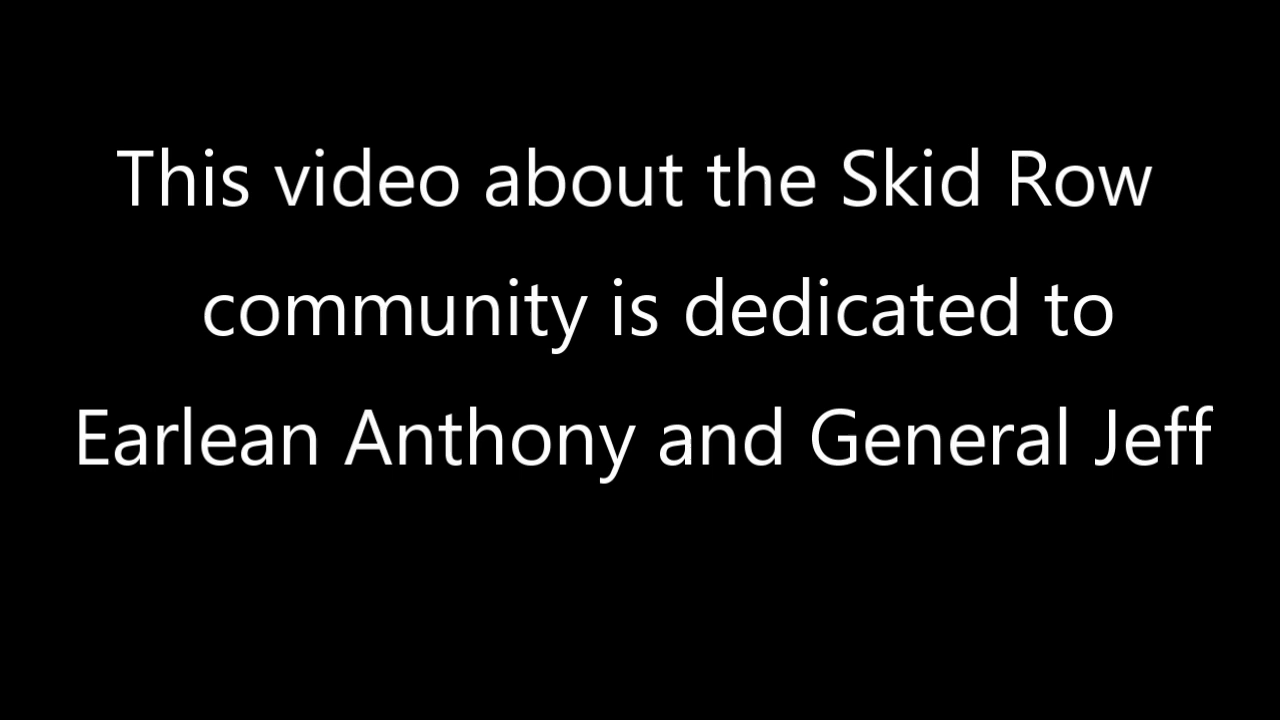 This video about the Skid Row
community is dedicated to
Earlean Anthony and General Jeff